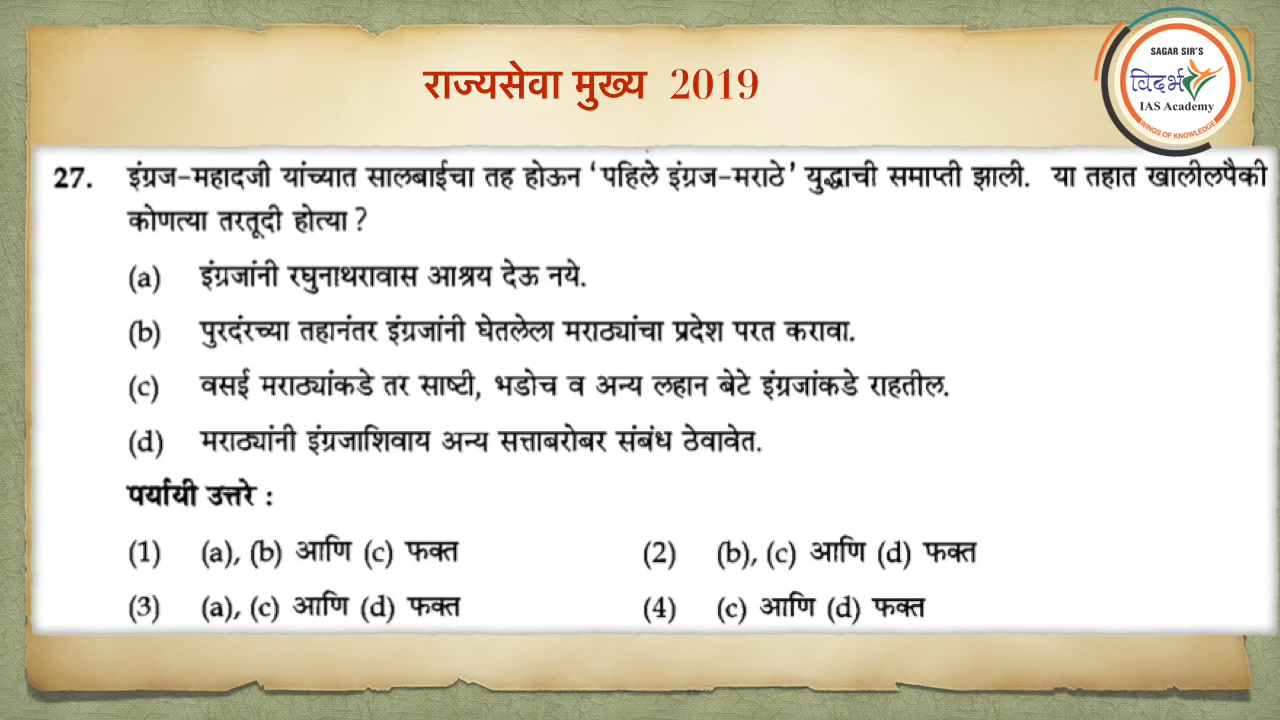 राज्यसेवा मुख्य 2019
SAGAR SIR'S
विदर्भ
IAS Academy
WINGS OF KNOWLEDGE
27. इंग्रज-महादजी यांच्यात सालबाईचा तह होऊन 'पहिले इंग्रज-मराठे' युद्धाची समाप्ती झाली. या तहात खालीलपैकी
कोणत्या तरतूदी होत्या ?
(a) इंग्रजांनी रघुनाथरावास आश्रय देऊ नये.
(b) पुरदंरच्या तहानंतर इंग्रजांनी घेतलेला मराठ्यांचा प्रदेश परत करावा.
(c) वसई मराठ्यांकडे तर साष्टी, भडोच व अन्य लहान बेटे इंग्रजांकडे राहतील.
(d) मराठ्यांनी इंग्रजाशिवाय अन्य सत्ताबरोबर संबंध ठेवावेत.
पर्यायी उत्तरे :
(1) (a), (b) आणि (c) फक्त (2) (b), (c) आणि (d) फक्त
(3) (a), (c) आणि (d) फक्त (4) (c) आणि (d) फक्त